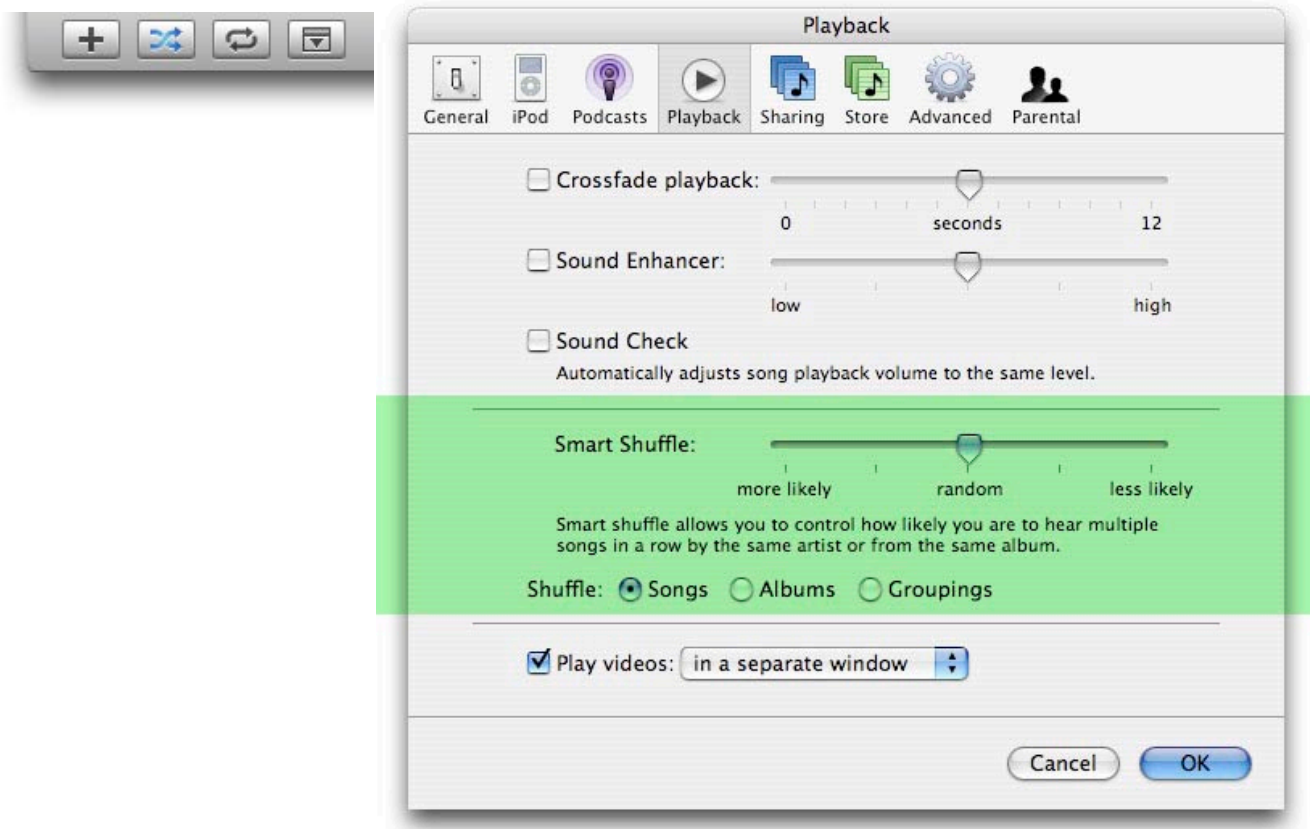 Playback
General iPod Podcasts Playback Sharing Store Advanced Parental
Crossfade playback:
0 seconds 12
Sound Enhancer:
low high
Sound Check
Automatically adjusts song playback volume to the same level.
Smart Shuffle:
more likely random less likely
Smart shuffle allows you to control how likely you are to hear multiple
songs in a row by the same artist or from the same album.
Shuffle: Songs Albums Groupings
Play videos: in a separate window
Cancel OK